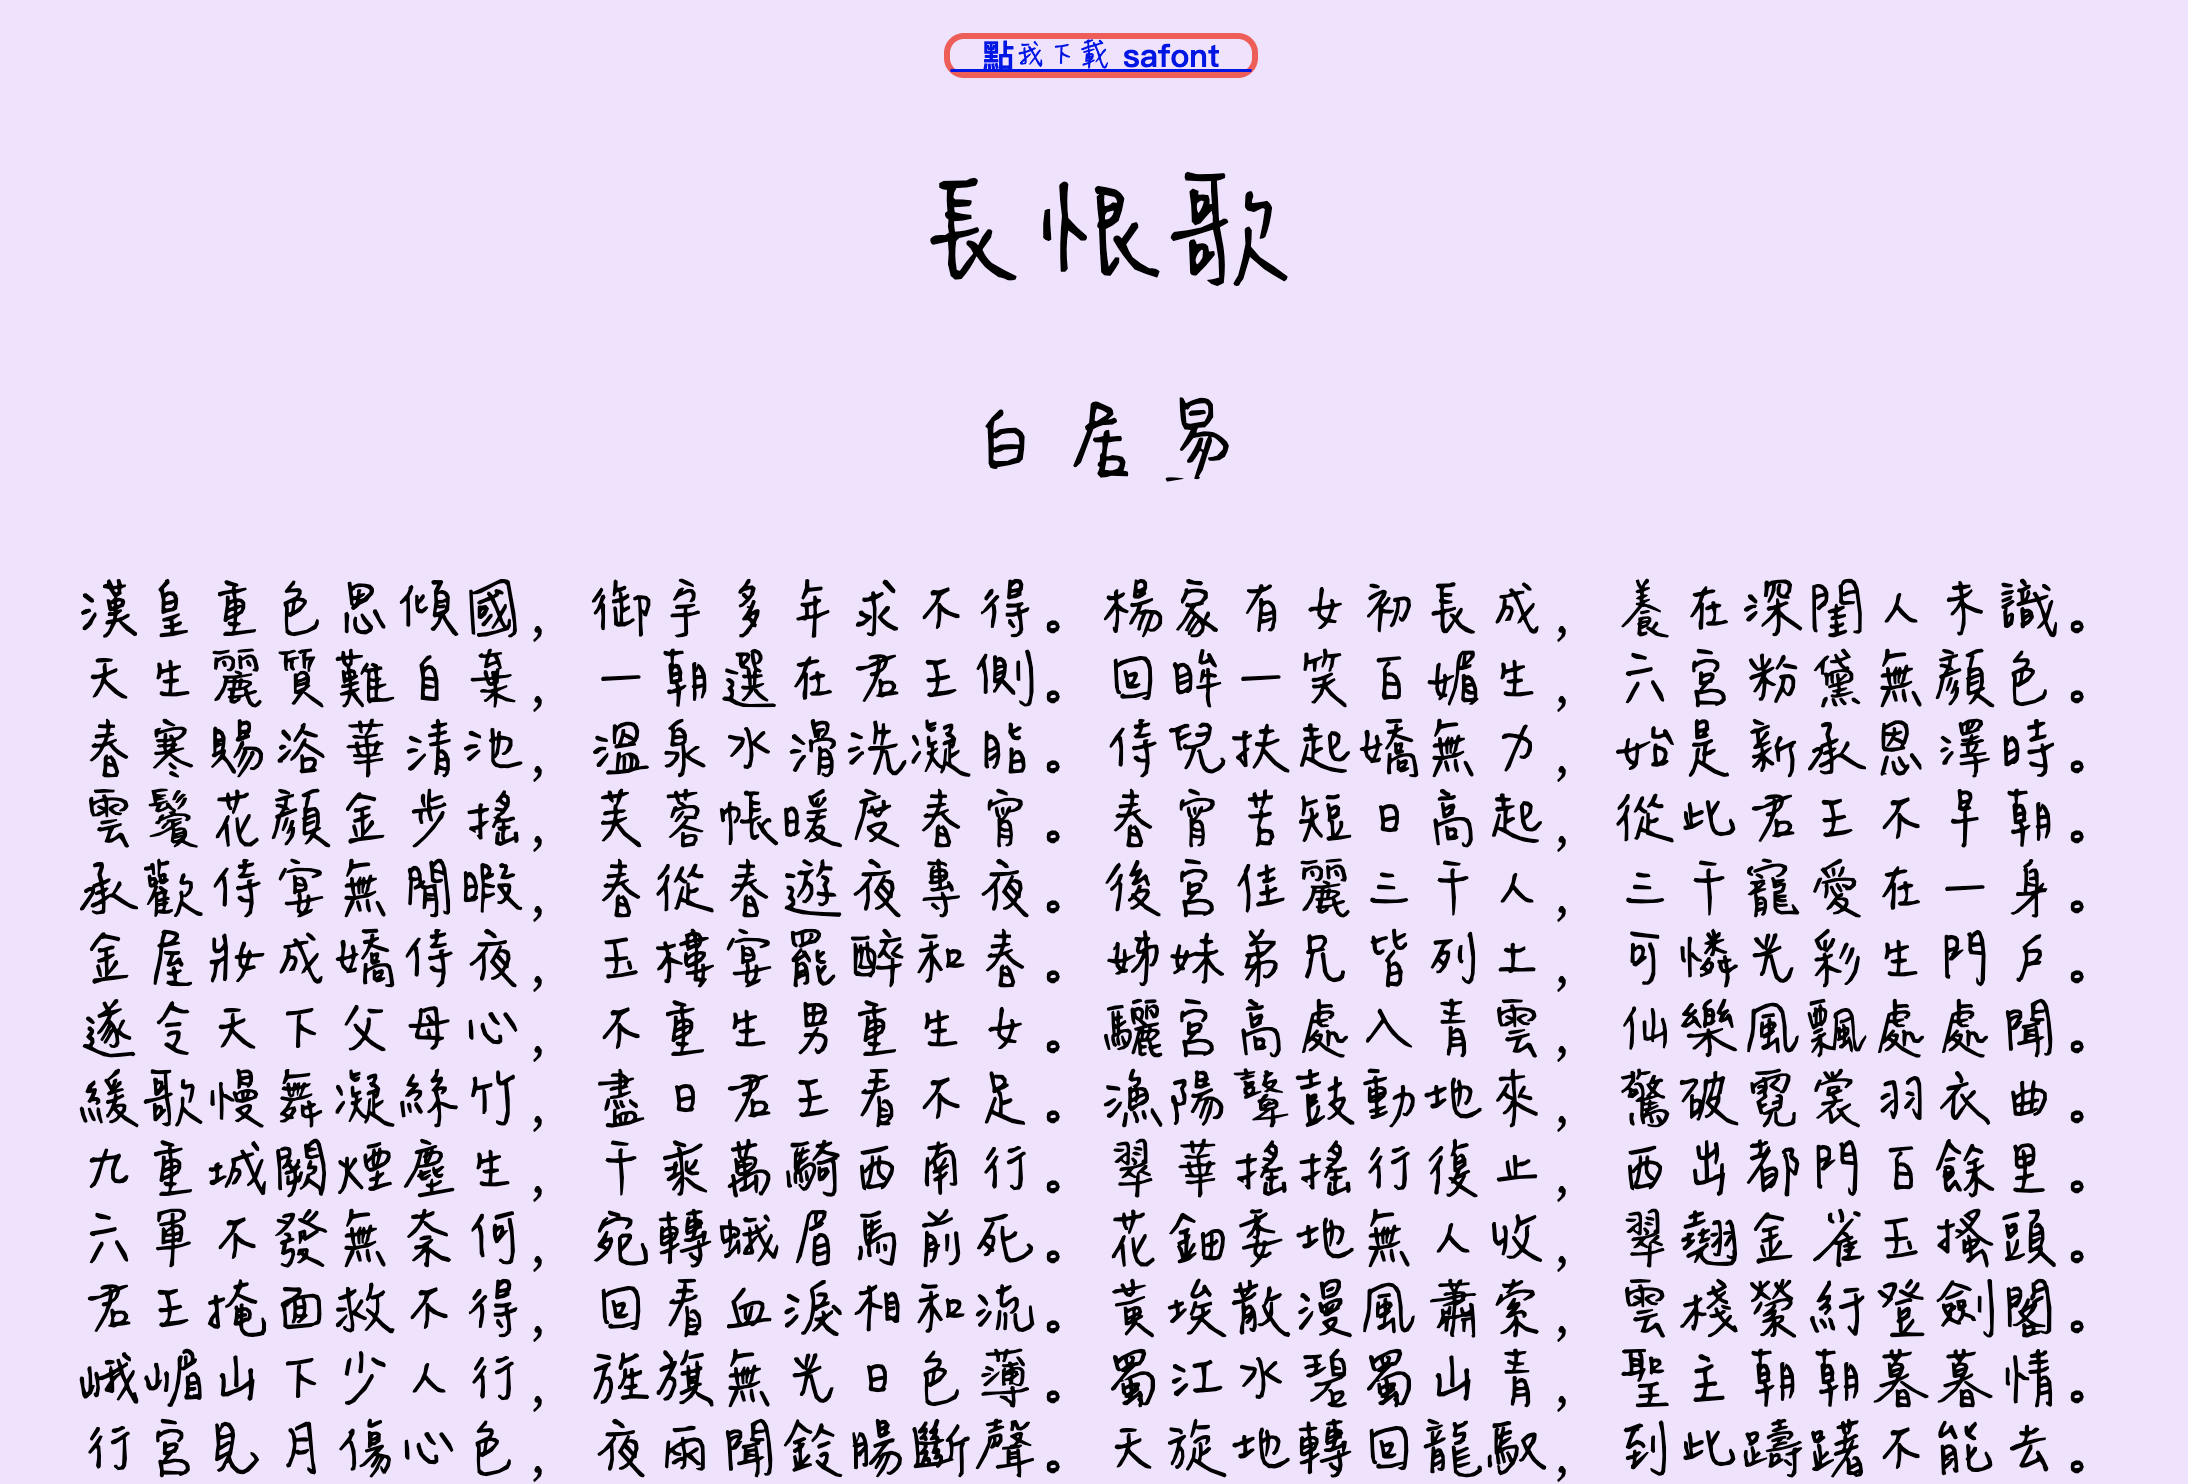 點我下載 safont
長恨歌
白居易
漢皇重色思傾國，御宇多年求不得。楊家有女初長成，養在深閨人未識。
天生麗質難自棄，一朝選在君王側。回眸一笑百媚生，六宮粉黛無顏色。
春寒賜浴華清池，溫泉水滑洗凝脂。侍兒扶起嬌無力，始是新承恩澤時。
雲鬢花顏金步搖，芙蓉帳暖度春宵。春宵苦短日高起，從此君王不早朝。
承歡侍宴無閒暇，春從春遊夜專夜。後宮佳麗三千人，三千寵愛在一身。
金屋妝成嬌侍夜，玉樓宴罷醉和春。姊妹弟兄皆列土，可憐光彩生門戶。
遂令天下父母心，不重生男重生女。驪宮高處入青雲，仙樂風飄處處聞。
緩歌慢舞凝絲竹，盡日君王看不足。漁陽鼙鼓動地來，驚破霓裳羽衣曲。
九重城闕煙塵生，千乘萬騎西南行。翠華搖搖行復止，西出都門百餘里。
六軍不發無奈何，宛轉蛾眉馬前死。花鈿委地無人收，翠翹金雀玉搔頭。
君王掩面救不得，回看血淚相和流。黃埃散漫風蕭索，雲棧縈紆登劍閣。
峨嵋山下少人行，旌旗無光日色薄。蜀江水碧蜀山青，聖主朝朝暮暮情。
行宮見月傷心色，夜雨聞鈴腸斷聲。天旋地轉回龍馭，到此躊躇不能去。